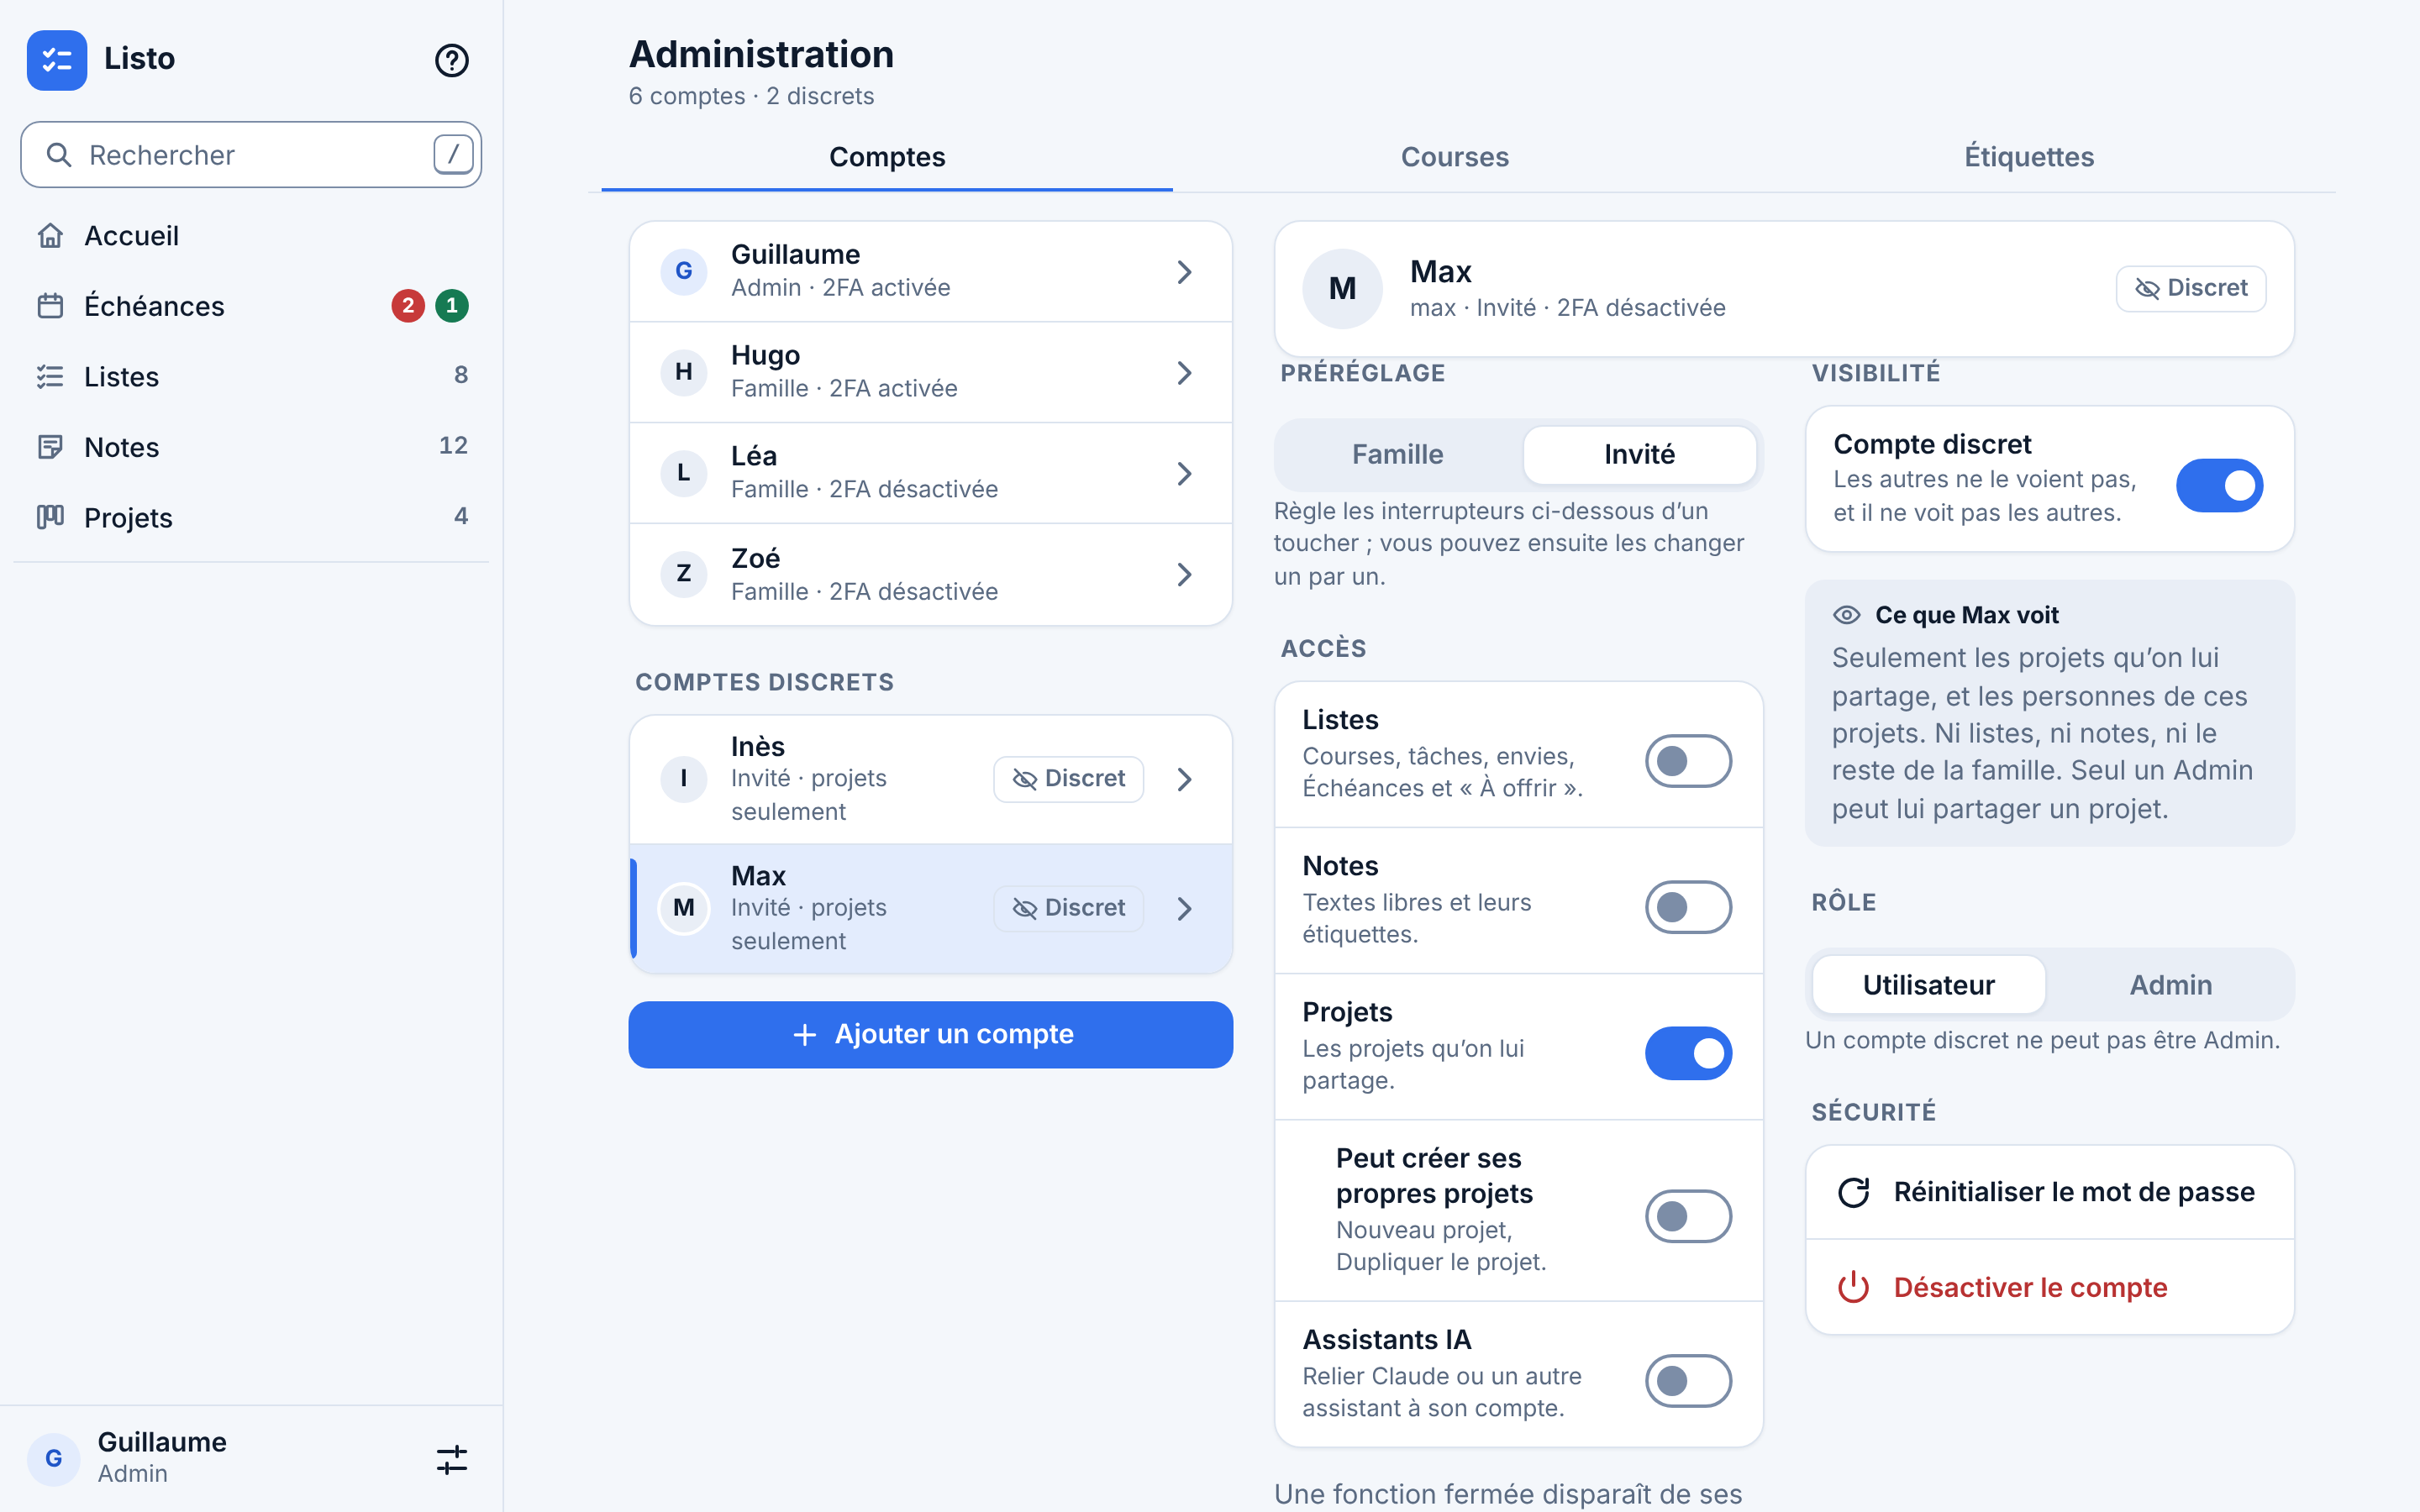 Listo
Rechercher
/
Accueil
Échéances
2
1
Listes
8
Notes
12
Projets
4
G
Guillaume
Admin
Administration
6 comptes · 2 discrets
Comptes
Courses
Étiquettes
G
Guillaume
Admin · 2FA activée
H
Hugo
Famille · 2FA activée
L
Léa
Famille · 2FA désactivée
Z
Zoé
Famille · 2FA désactivée
COMPTES DISCRETS
I
Inès
Invité · projets
seulement
Discret
M
Max
Invité · projets
seulement
Discret
Ajouter un compte
M
Max
max · Invité · 2FA désactivée
Discret
PRÉRÉGLAGE
Famille
Invité
Règle les interrupteurs ci-dessous d’un
toucher ; vous pouvez ensuite les changer
un par un.
ACCÈS
Listes
Courses, tâches, envies,
Échéances et « À offrir ».
Notes
Textes libres et leurs
étiquettes.
Projets
Les projets qu’on lui
partage.
Peut créer ses
propres projets
Nouveau projet,
Dupliquer le projet.
Assistants IA
Relier Claude ou un autre
assistant à son compte.
Une fonction fermée disparaît de ses
VISIBILITÉ
Compte discret
Les autres ne le voient pas,
et il ne voit pas les autres.
Ce que Max voit
Seulement les projets qu’on lui
partage, et les personnes de ces
projets. Ni listes, ni notes, ni le
reste de la famille. Seul un Admin
peut lui partager un projet.
RÔLE
Utilisateur
Admin
Un compte discret ne peut pas être Admin.
SÉCURITÉ
Réinitialiser le mot de passe
Désactiver le compte